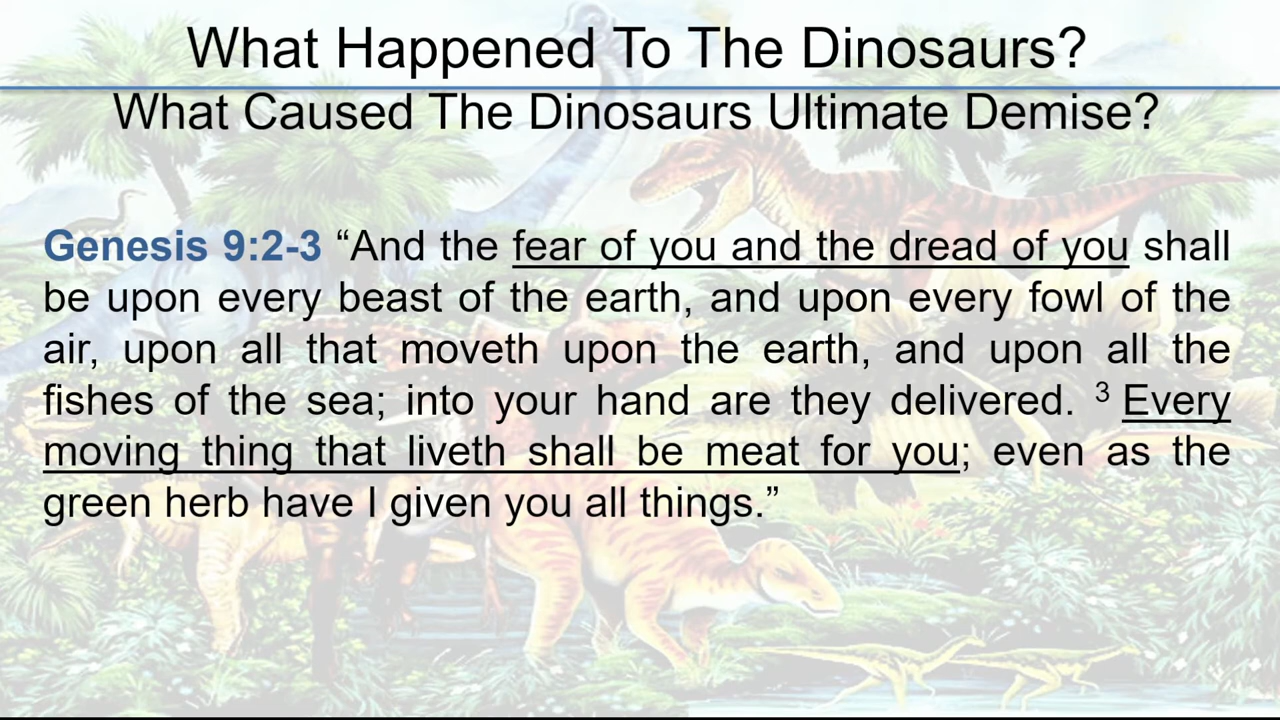 What Happened To The Dinosaurs?
What Caused The Dinosaurs Ultimate Demise?
Genesis 9:2-3 “And the fear of you and the dread of you shall
be upon every beast of the earth, and upon every fowl of the
air, upon all that moveth upon the earth, and upon all the
fishes of the sea; into your hand are they delivered. ³ Every
moving thing that liveth shall be meat for you; even as the
green herb have I given you all things.”